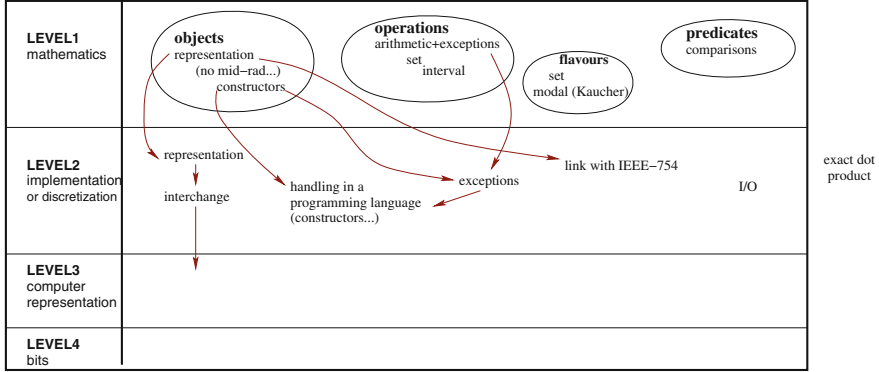 LEVEL1
mathematics
objects
representation
(no mid−rad...)
constructors
operations
arithmetic+exceptions
set
interval
flavours
set
modal (Kaucher)
predicates
comparisons
LEVEL2
implementation
or discretization
representation
interchange
handling in a
programming language
(constructors...)
exceptions
link with IEEE−754
I/O
exact dot
product
LEVEL3
computer
representation
LEVEL4
bits